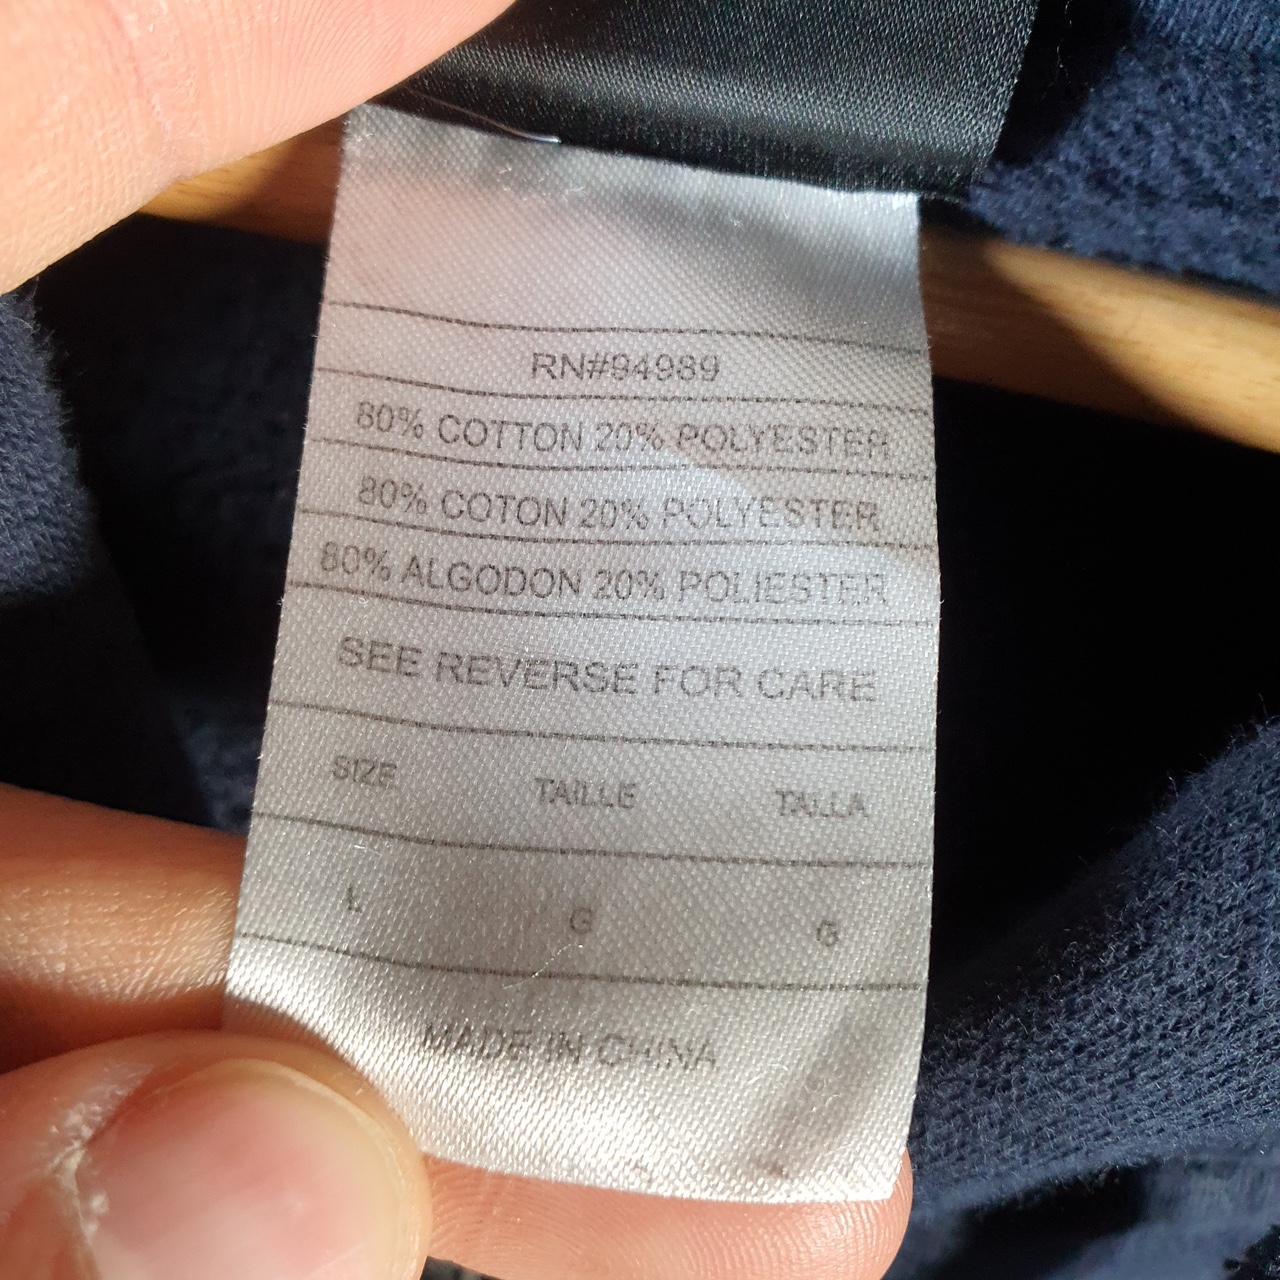 RN#94989
80% COTTON 20% POLYESTER
80% COTON 20% POLYESTER
80% ALGODON 20% POLIESTER
SEE REVERSE FOR CARE
SIZE TAILLE TALLA
L G G
MADE IN CHINA